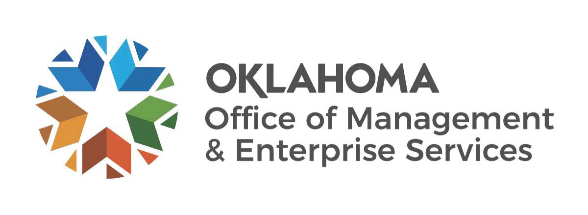 OKLAHOMA
Office of Management
& Enterprise Services